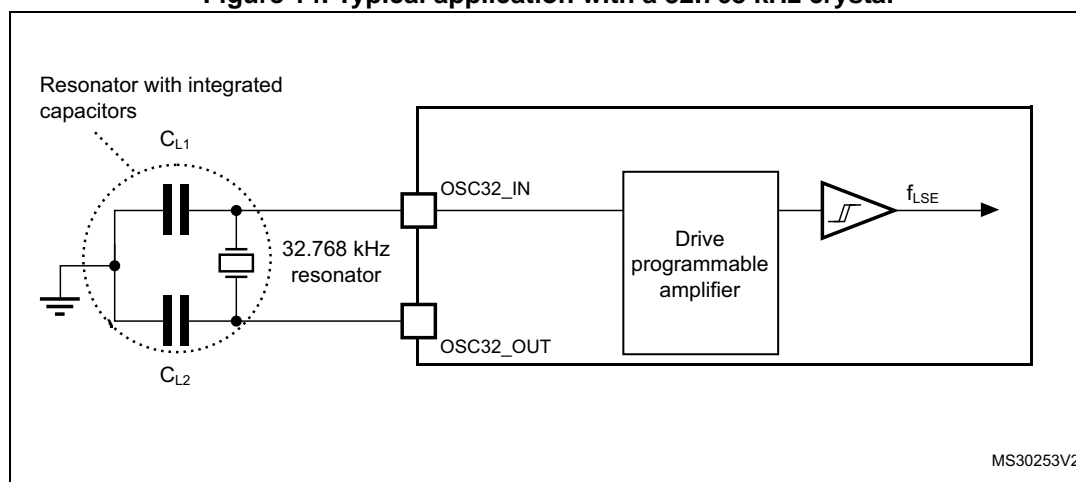 Resonator with integrated
capacitors
C_L1
OSC32_IN
f_LSE
32.768 kHz
resonator
Drive
programmable
amplifier
OSC32_OUT
C_L2
MS30253V2